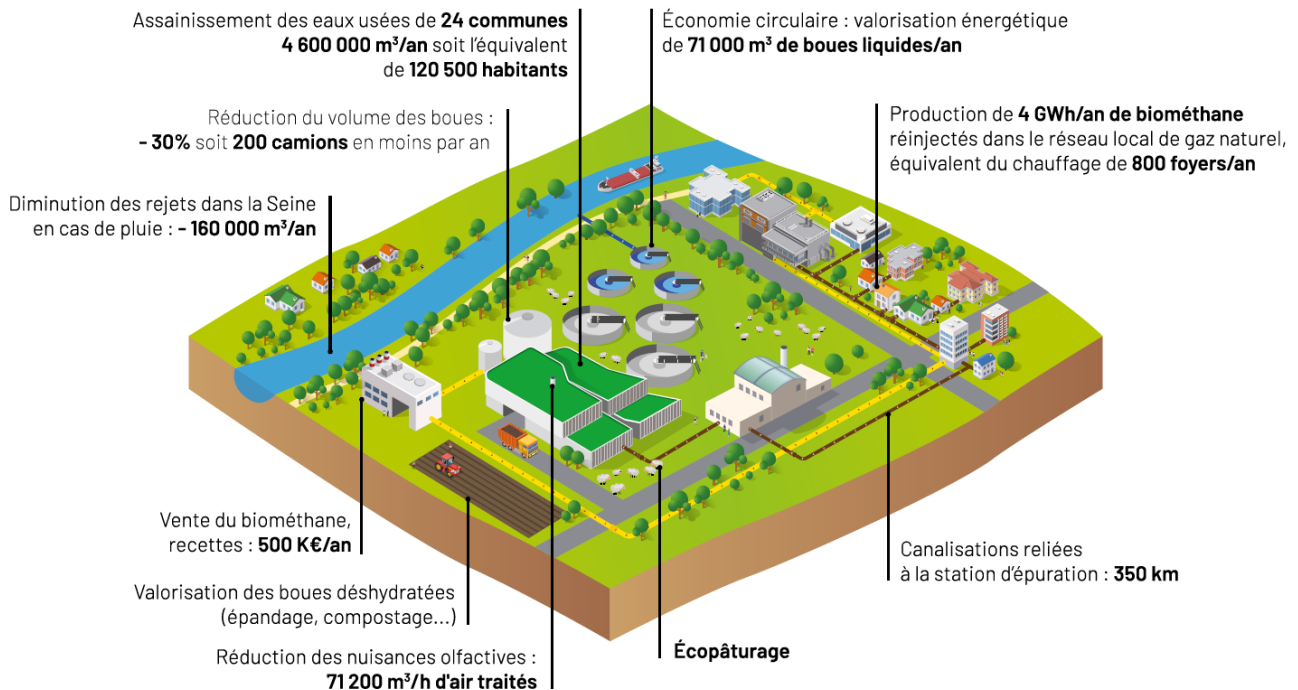 Assainissement des eaux usées de 24 communes
4 600 000 m³/an soit l'équivalent
de 120 500 habitants
Économie circulaire : valorisation énergétique
de 71 000 m³ de boues liquides/an
Réduction du volume des boues :
- 30% soit 200 camions en moins par an
Production de 4 GWh/an de biométhane
réinjectés dans le réseau local de gaz naturel,
équivalent du chauffage de 800 foyers/an
Diminution des rejets dans la Seine
en cas de pluie : - 160 000 m³/an
Vente du biométhane,
recettes : 500 K€/an
Canalisations reliées
à la station d'épuration : 350 km
Valorisation des boues déshydratées
(épandage, compostage...)
Écopâturage
Réduction des nuisances olfactives :
71 200 m³/h d'air traités